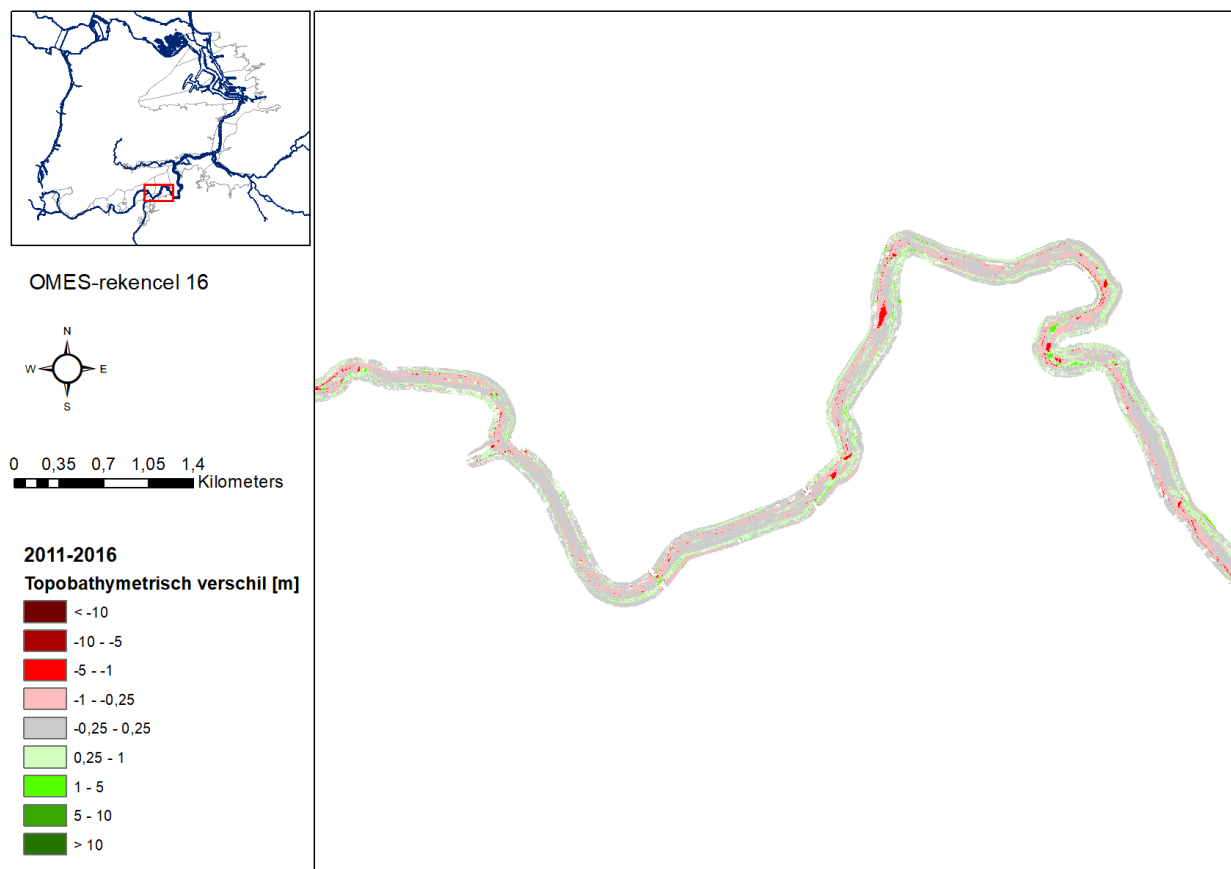 OMES-rekencel 16
N
W E
S
0 0,35 0,7 1,05 1,4
Kilometers
2011-2016
Topobathymetrisch verschil [m]
< -10
-10 - -5
-5 - -1
-1 - -0,25
-0,25 - 0,25
0,25 - 1
1 - 5
5 - 10
> 10